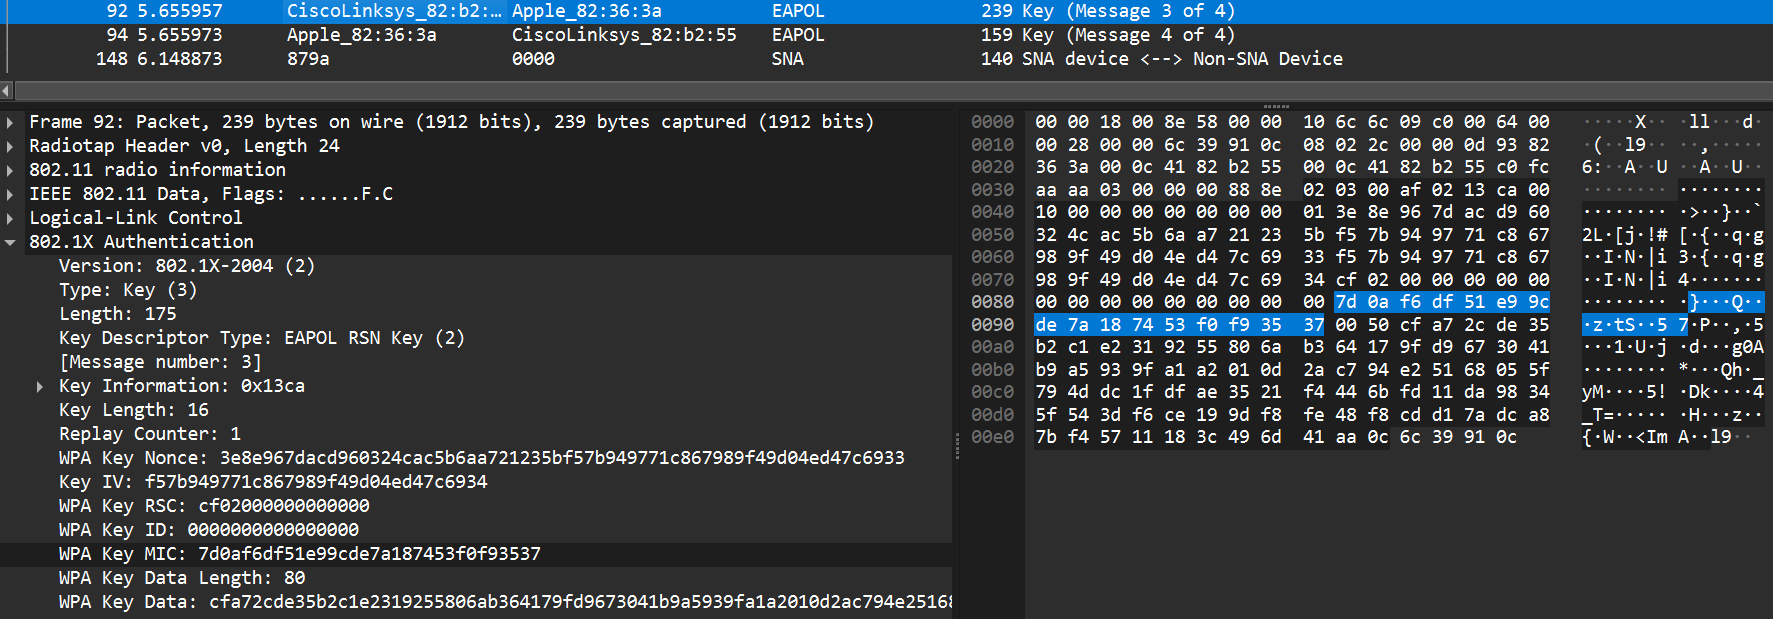 92 5.655957 CiscoLinksys_82:b2:… Apple_82:36:3a EAPOL 239 Key (Message 3 of 4)
94 5.655973 Apple_82:36:3a CiscoLinksys_82:b2:55 EAPOL 159 Key (Message 4 of 4)
148 6.148873 879a 0000 SNA 140 SNA device <--> Non-SNA Device
Frame 92: Packet, 239 bytes on wire (1912 bits), 239 bytes captured (1912 bits)
Radiotap Header v0, Length 24
802.11 radio information
IEEE 802.11 Data, Flags: ......F.C
Logical-Link Control
802.1X Authentication
Version: 802.1X-2004 (2)
Type: Key (3)
Length: 175
Key Descriptor Type: EAPOL RSN Key (2)
[Message number: 3]
Key Information: 0x13ca
Key Length: 16
Replay Counter: 1
WPA Key Nonce: 3e8e967dacd960324cac5b6aa721235bf57b949771c867989f49d04ed47c6933
Key IV: f57b949771c867989f49d04ed47c6934
WPA Key RSC: cf02000000000000
WPA Key ID: 0000000000000000
WPA Key MIC: 7d0af6df51e99cde7a187453f0f93537
WPA Key Data Length: 80
WPA Key Data: cfa72cde35b2c1e2319255806ab364179fd9673041b9a5939fa1a2010d2ac794e25168
0000 00 00 18 00 8e 58 00 00 10 6c 6c 09 c0 00 64 00 ·····X·· ·ll···d·
0010 00 28 00 00 6c 39 91 0c 08 02 2c 00 00 0d 93 82 ·(··l9·· ··,·····
0020 36 3a 00 0c 41 82 b2 55 00 0c 41 82 b2 55 c0 fc 6:··A··U ··A··U··
0030 aa aa 03 00 00 00 88 8e 02 03 00 af 02 13 ca 00 ········ ········
0040 10 00 00 00 00 00 00 00 01 3e 8e 96 7d ac d9 60 ········ ·>··}··`
0050 32 4c ac 5b 6a a7 21 23 5b f5 7b 94 97 71 c8 67 2L·[j·!# [·{··q·g
0060 98 9f 49 d0 4e d4 7c 69 33 f5 7b 94 97 71 c8 67 ··I·N·|i 3·{··q·g
0070 98 9f 49 d0 4e d4 7c 69 34 cf 02 00 00 00 00 00 ··I·N·|i 4·······
0080 00 00 00 00 00 00 00 00 00 7d 0a f6 df 51 e9 9c ········ ·}···Q··
0090 de 7a 18 74 53 f0 f9 35 37 00 50 cf a7 2c de 35 ·z·tS··5 7·P··,·5
00a0 b2 c1 e2 31 92 55 80 6a b3 64 17 9f d9 67 30 41 ···1·U·j ·d···g0A
00b0 b9 a5 93 9f a1 a2 01 0d 2a c7 94 e2 51 68 05 5f ········ *···Qh·_
00c0 79 4d dc 1f df ae 35 21 f4 44 6b fd 11 da 98 34 yM····5! ·Dk····4
00d0 5f 54 3d f6 ce 19 9d f8 fe 48 f8 cd d1 7a dc a8 _T=····· ·H···z··
00e0 7b f4 57 11 18 3c 49 6d 41 aa 0c 6c 39 91 0c {·W··<Im A··l9··